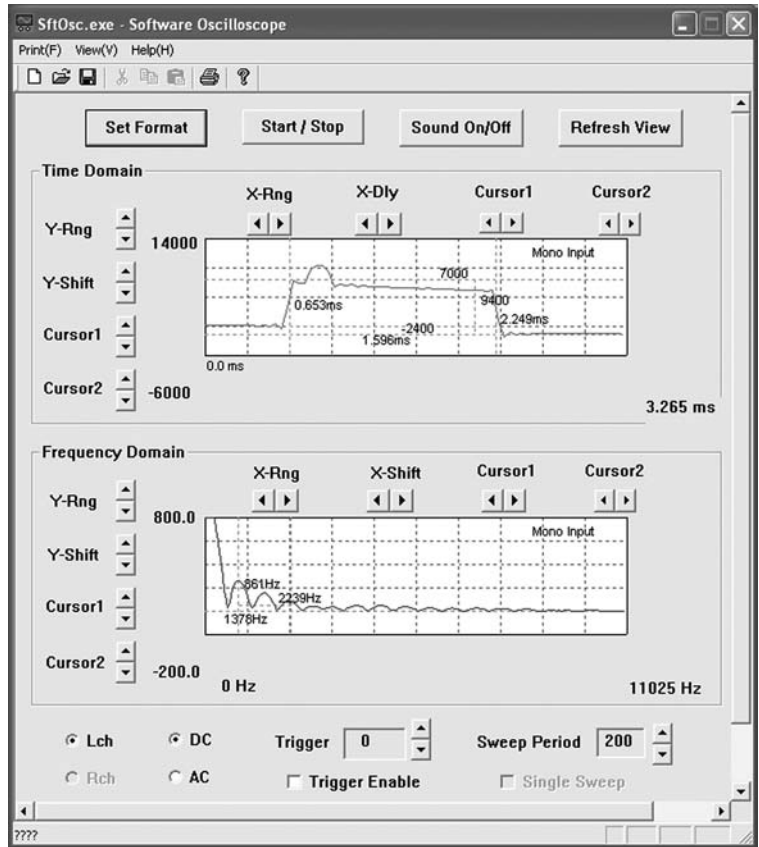 SftOsc.exe - Software Oscilloscope
Print(F) View(V) Help(H)
Set Format Start / Stop Sound On/Off Refresh View
Time Domain
X-Rng X-Dly Cursor1 Cursor2
Y-Rng
14000
Mono Input
Y-Shift
7000
0.653ms
9400
2.249ms
Cursor1
-2400
1.596ms
0.0 ms
Cursor2
-6000
3.265 ms
Frequency Domain
X-Rng X-Shift Cursor1 Cursor2
Y-Rng
800.0
Mono Input
Y-Shift
861Hz
2239Hz
Cursor1
1378Hz
Cursor2
-200.0
0 Hz
11025 Hz
Lch DC Trigger 0 Sweep Period 200
Rch AC Trigger Enable Single Sweep
????